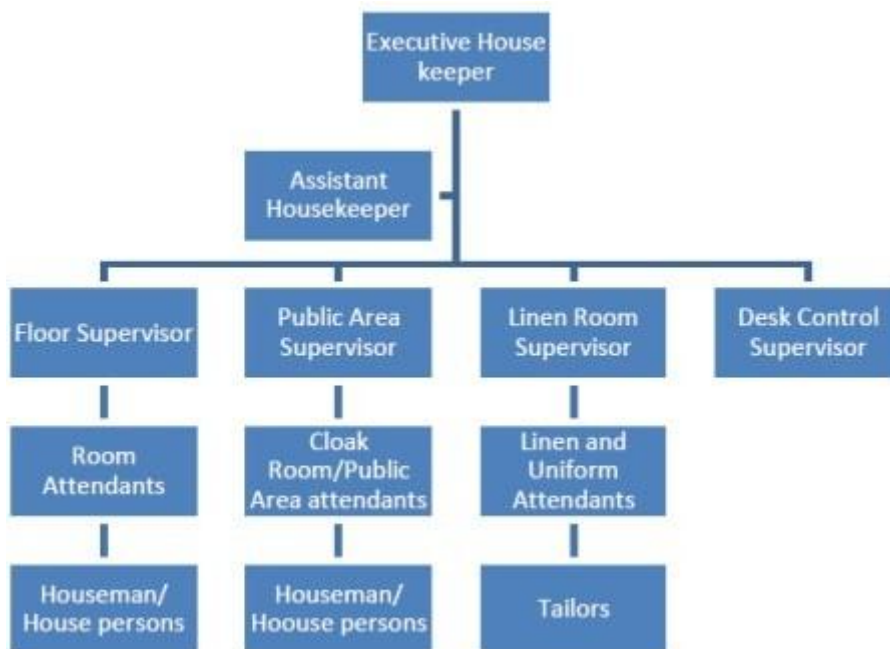 Executive House
keeper
Assistant
Housekeeper
Floor Supervisor
Public Area
Supervisor
Linen Room
Supervisor
Desk Control
Supervisor
Room
Attendants
Cloak
Room/Public
Area attendants
Linen and
Uniform
Attendants
Houseman/
House persons
Houseman/
Hoouse persons
Tailors